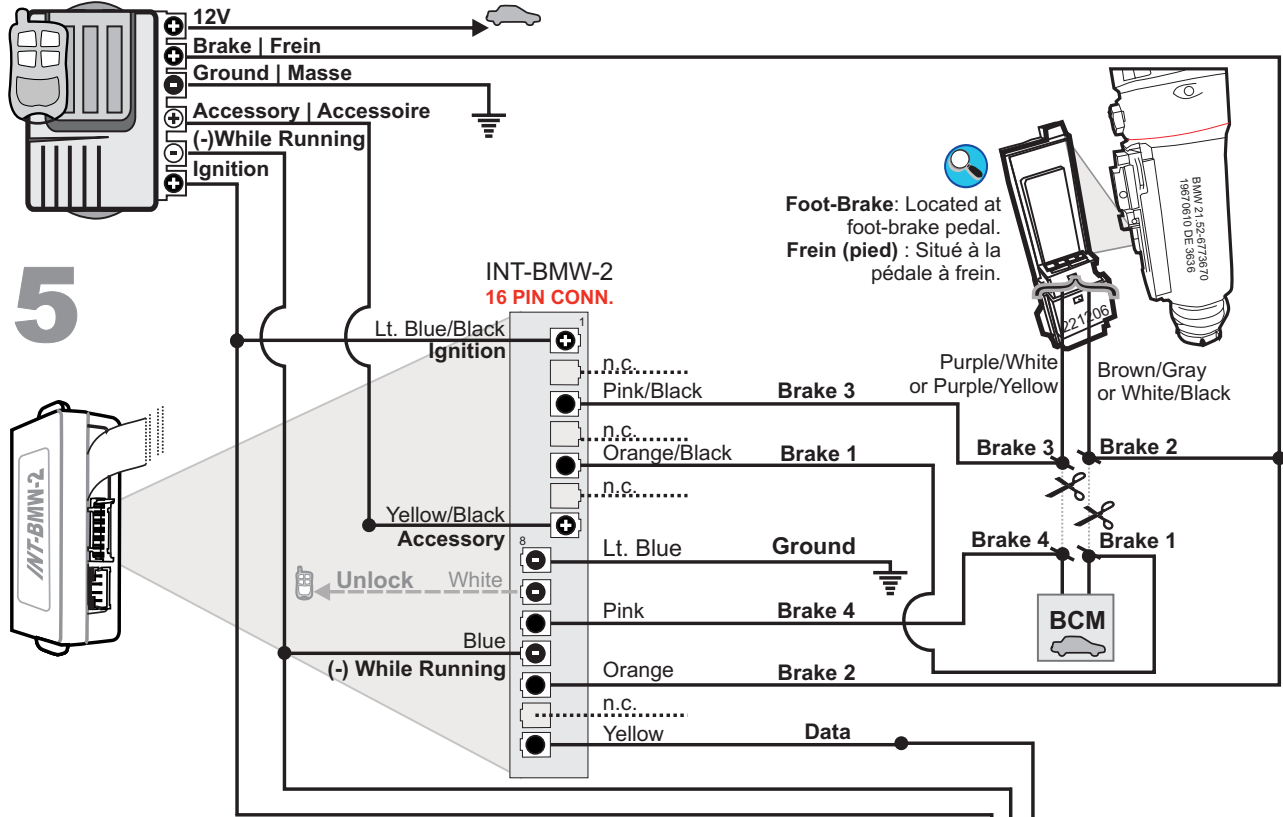 12V
Brake | Frein
Ground | Masse
Accessory | Accessoire
(-)While Running
Ignition
5
INT-BMW-2
Foot-Brake: Located at
foot-brake pedal.
Frein (pied) : Situé à la
pédale à frein.
BMW 21.52-6773670
19670610 DE 3636
221206
Purple/White
or Purple/Yellow
Brown/Gray
or White/Black
INT-BMW-2
16 PIN CONN.
1
Lt. Blue/Black
Ignition
n.c.
Pink/Black
Brake 3
n.c.
Orange/Black
Brake 1
n.c.
Yellow/Black
Accessory
8
Lt. Blue
Ground
Unlock
White
Pink
Brake 4
Blue
(-) While Running
Orange
Brake 2
n.c.
Yellow
Data
Brake 3
Brake 2
Brake 4
Brake 1
BCM